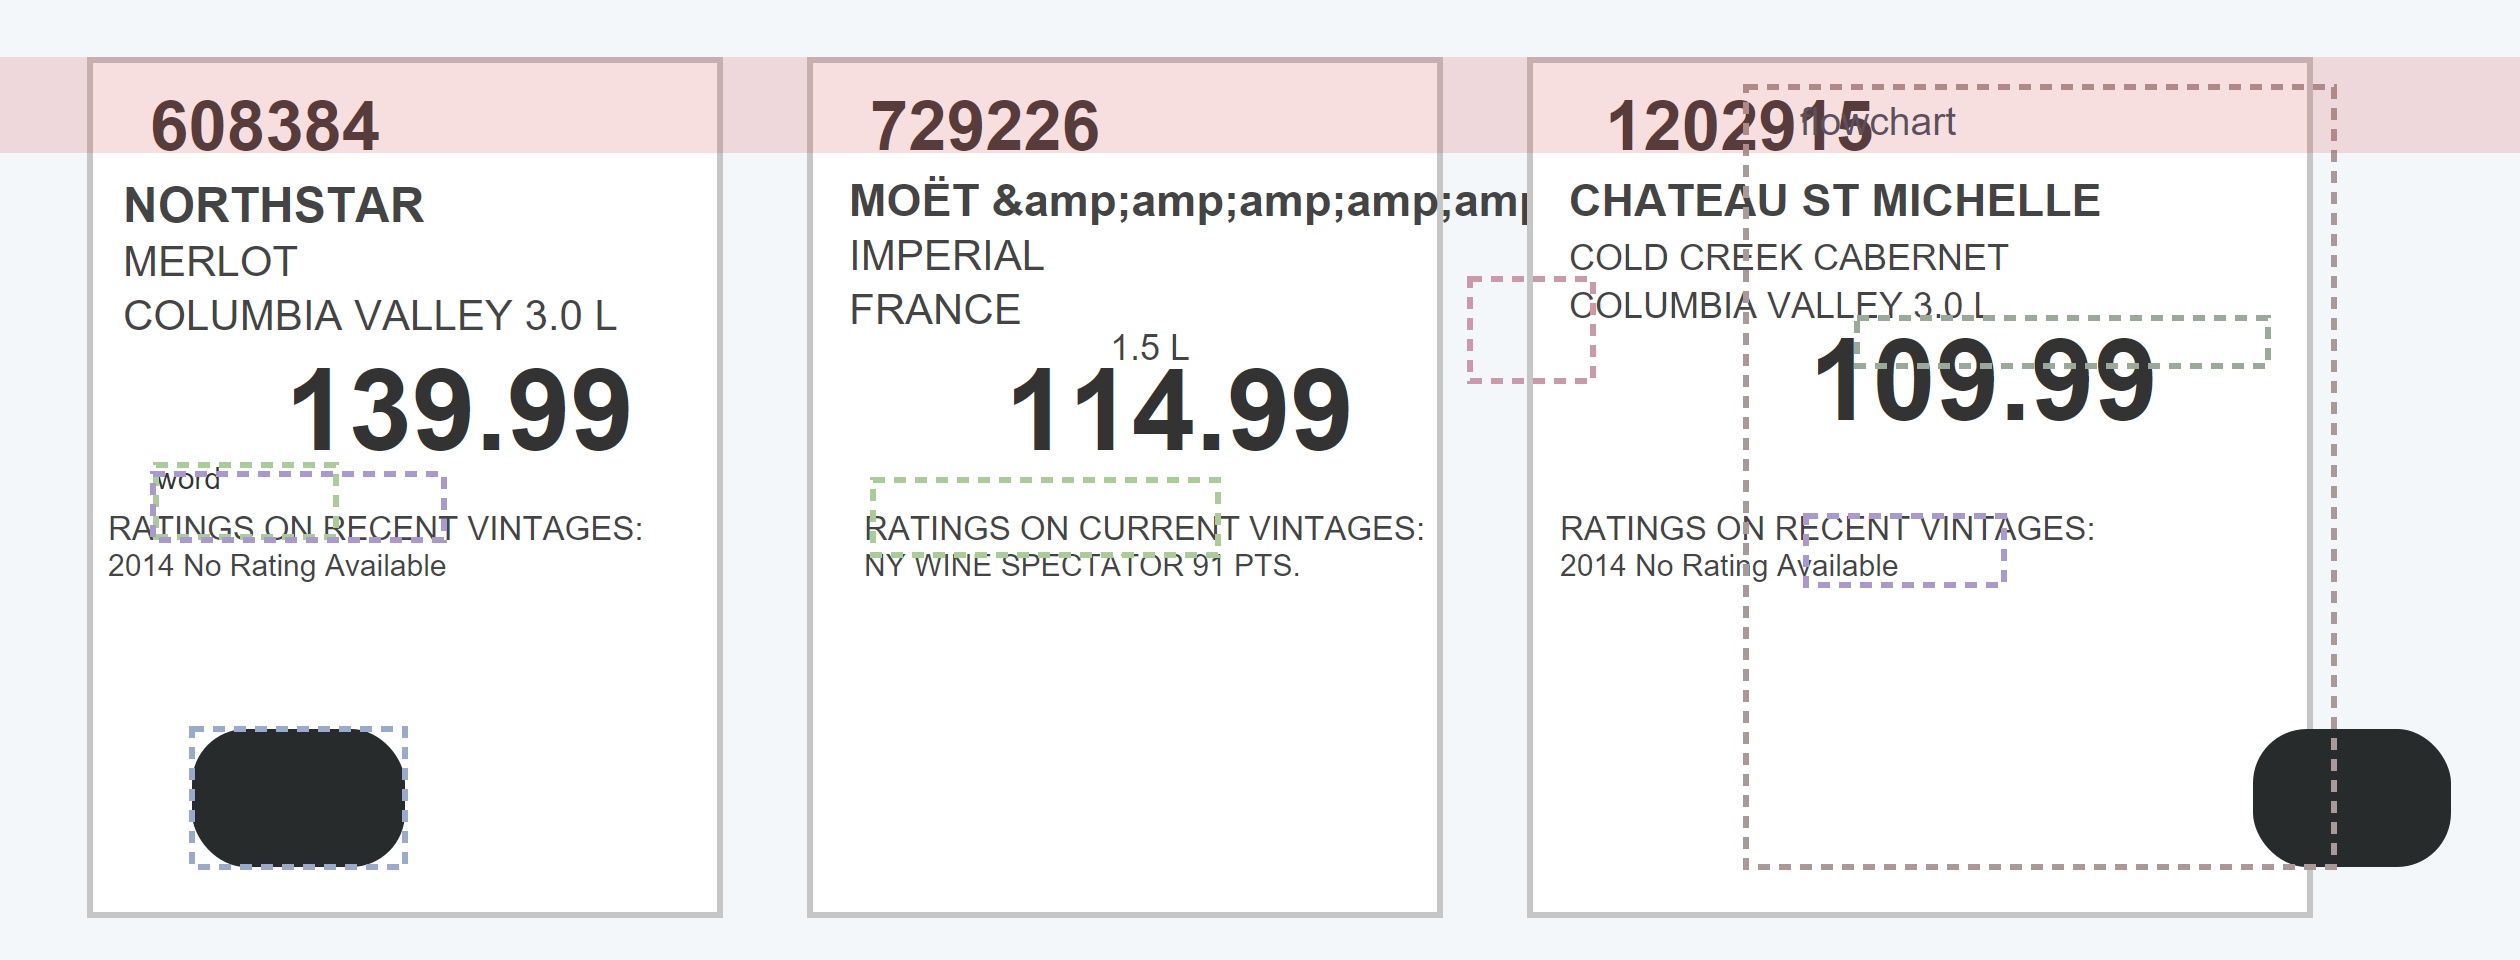 608384
NORTHSTAR
MERLOT
COLUMBIA VALLEY 3.0 L
139.99
word
RATINGS ON RECENT VINTAGES:
2014 No Rating Available
729226
MOËT &amp;amp;amp;amp;amp
IMPERIAL
FRANCE
1.5 L
114.99
RATINGS ON CURRENT VINTAGES:
NY WINE SPECTATOR 91 PTS.
1202915
flowchart
CHATEAU ST MICHELLE
COLD CREEK CABERNET
COLUMBIA VALLEY 3.0 L
109.99
RATINGS ON RECENT VINTAGES:
2014 No Rating Available